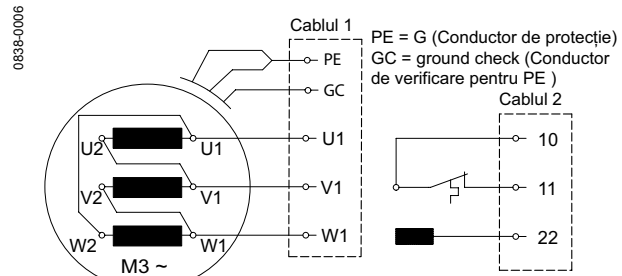 0838-0006
Cablul 1
PE = G (Conductor de protecție)
GC = ground check (Conductor
de verificare pentru PE )
Cablul 2
PE
GC
U2
U1
U1
V2
V1
V1
W2
W1
W1
M3 ~
10
11
22